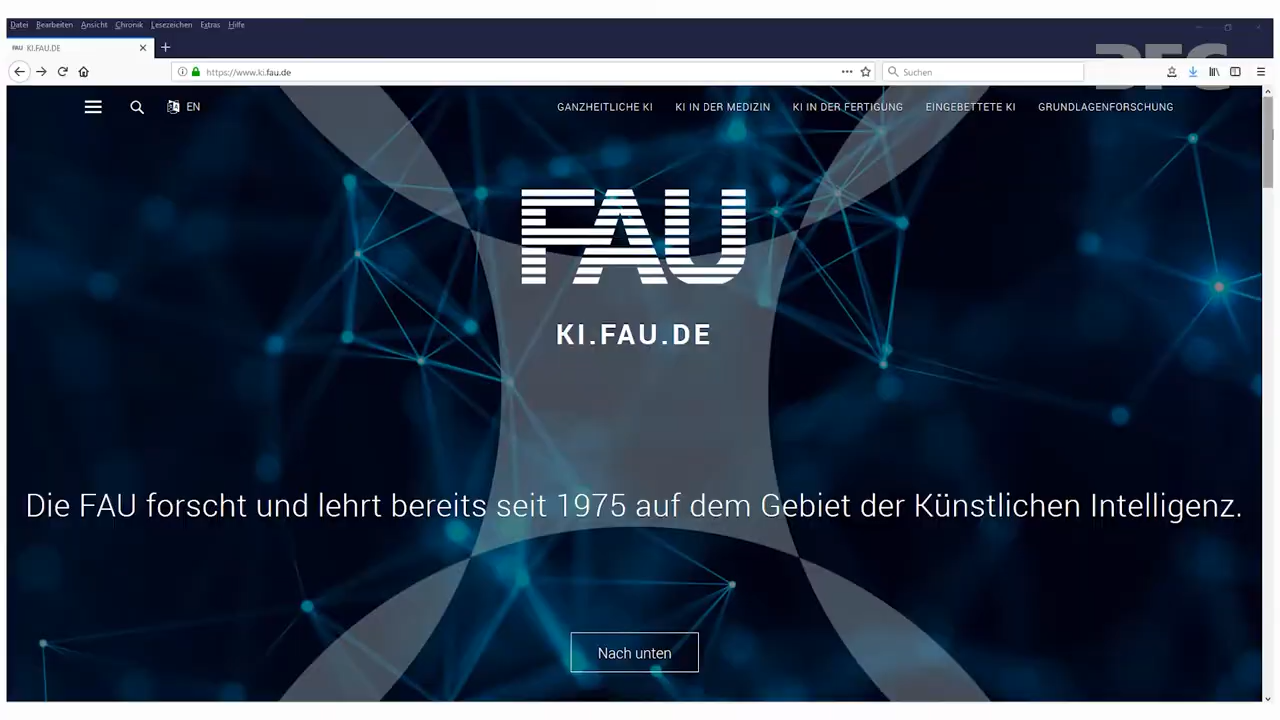 Datei Bearbeiten Ansicht Chronik Lesezeichen Extras Hilfe
FAU KI.FAU.DE
https://www.ki.fau.de
Suchen
EN
GANZHEITLICHE KI KI IN DER MEDIZIN KI IN DER FERTIGUNG EINGEBETTETE KI GRUNDLAGENFORSCHUNG
FAU
KI.FAU.DE
Die FAU forscht und lehrt bereits seit 1975 auf dem Gebiet der Künstlichen Intelligenz.
Nach unten